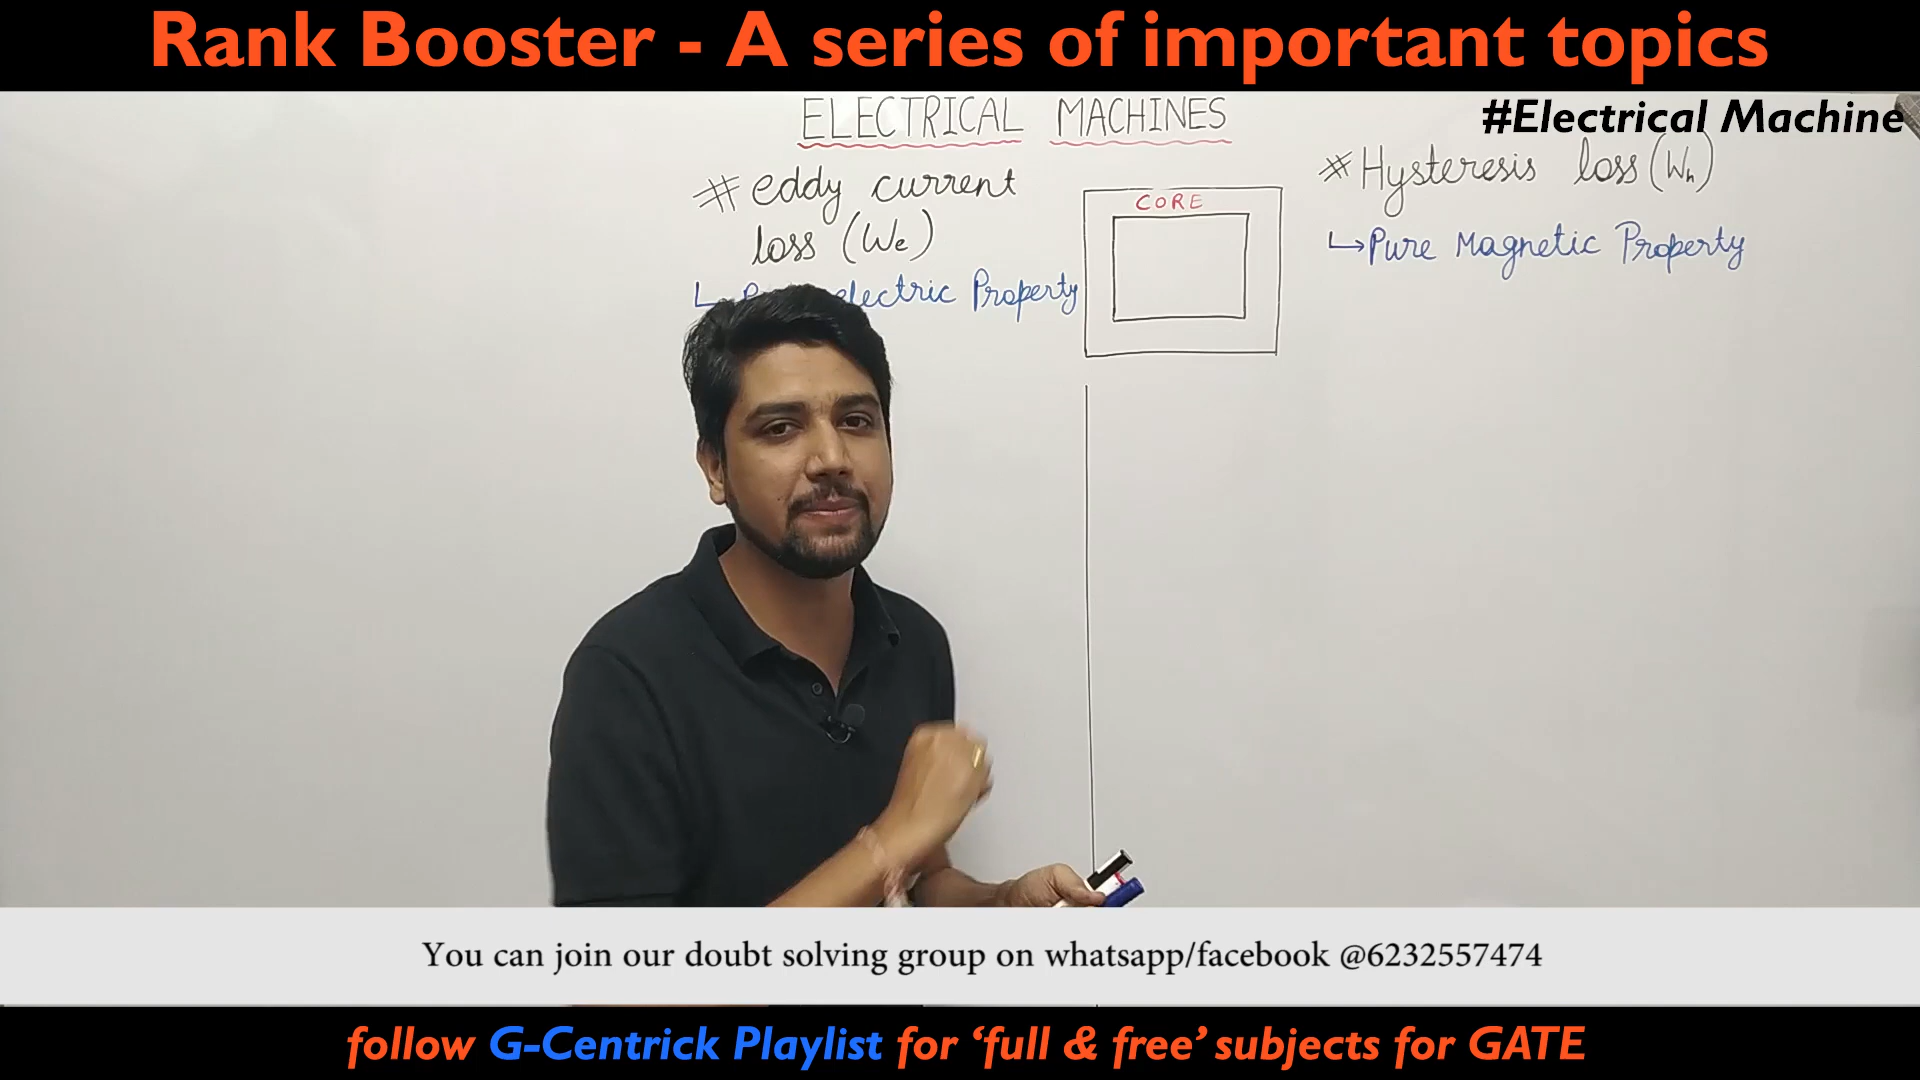 Rank Booster - A series of important topics
ELECTRICAL MACHINES
#Electrical Machine
# eddy current
loss (We)
electric Property
CORE
# Hysteresis loss (Wh)
↳ Pure Magnetic Property
You can join our doubt solving group on whatsapp/facebook @6232557474
follow G-Centrick Playlist for ‘full & free’ subjects for GATE